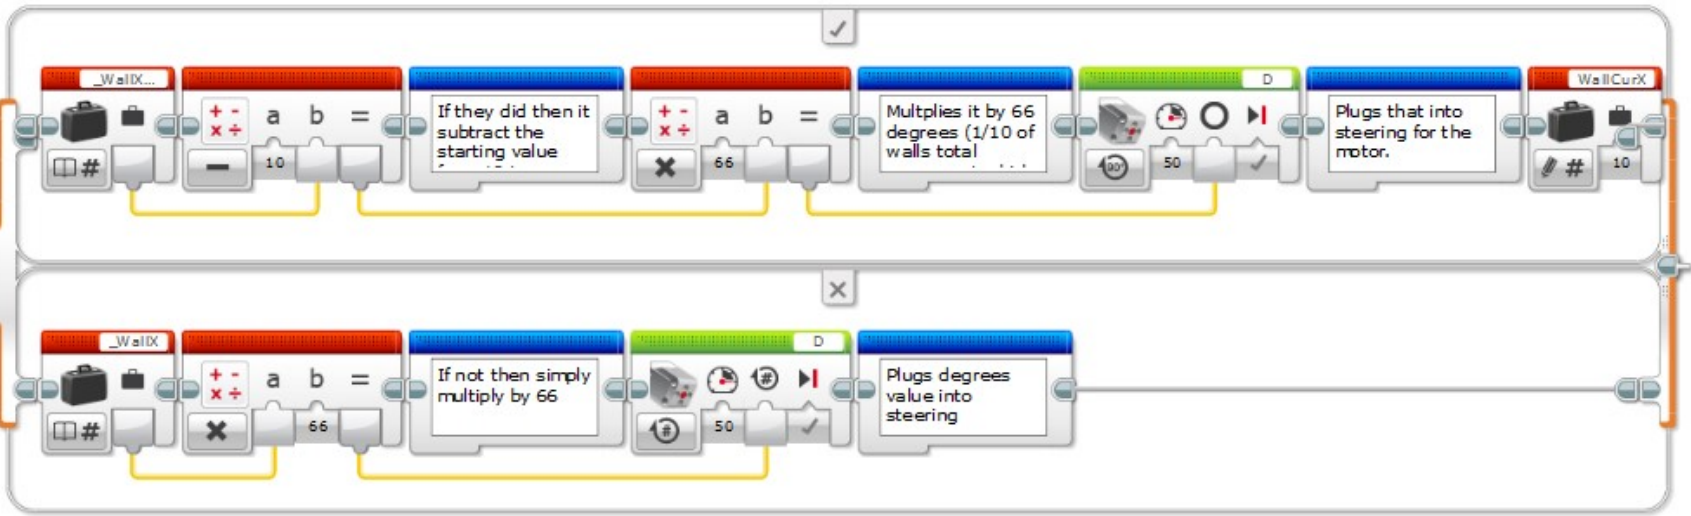 _WallX...
a b =
10
If they did then it
subtract the
starting value
a b =
66
Multplies it by 66
degrees (1/10 of
walls total
D
90°
50
Plugs that into
steering for the
motor.
WallCurX
#
#
10
_WallX
a b =
#
66
If not then simply
multiply by 66
D
#
#
50
Plugs degrees
value into
steering